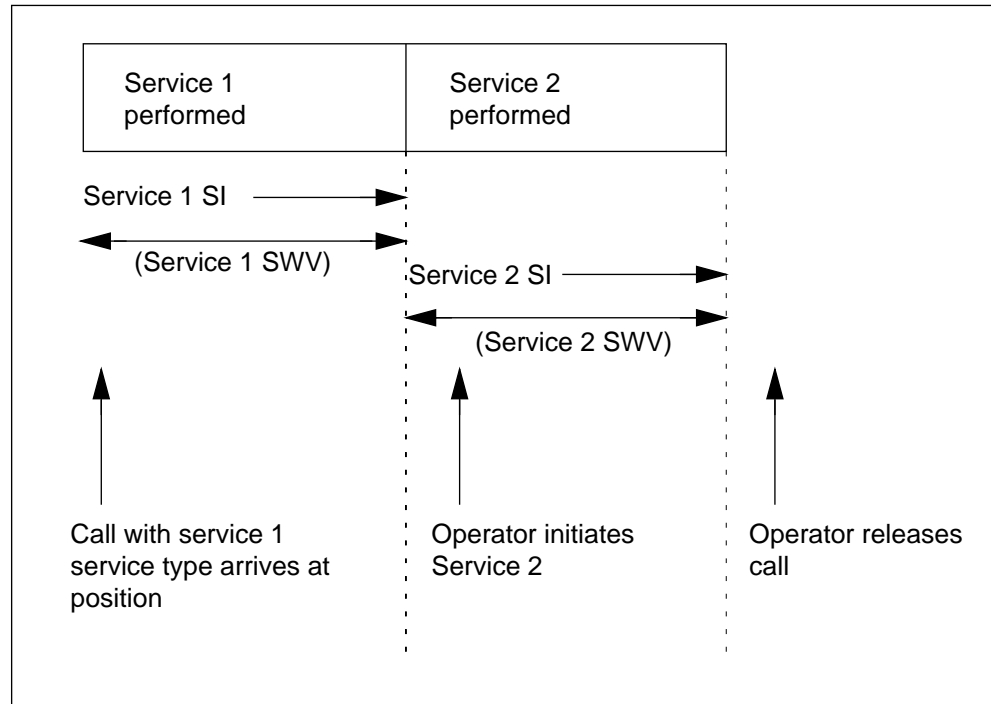 Service 1
performed
Service 2
performed
Service 1 SI
(Service 1 SWV)
Service 2 SI
(Service 2 SWV)
Call with service 1
service type arrives at
position
Operator initiates
Service 2
Operator releases
call